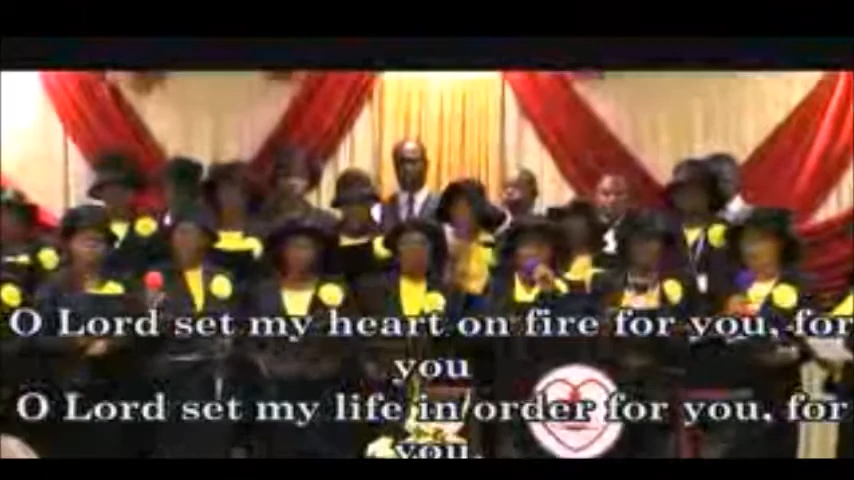 O Lord set my heart on fire for you, for
you
O Lord set my life in order for you, for
you.